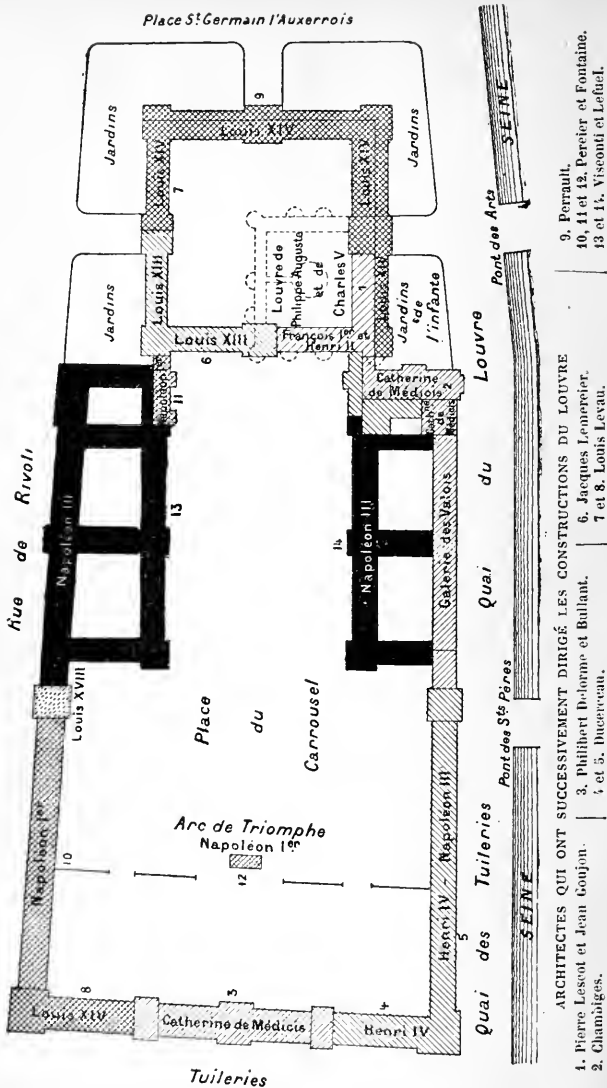 Place St Germain l'Auxerrois
Jardins
9
Jardins
Louis XIV
Louis XIV
7
Louis XIV
Louis XIII
Louvre de
Philippe Auguste
et de
Charles V
1
Louis XIV
Jardins
Louis XIII
6
François Ier et
Henri II
Jardins
de
l'Infante
Napoléon Ier
11
Catherine
de Médicis
2
Catherine
de
Médicis
Rue de Rivoli
Napoléon III
13
14
Napoléon III
Galerie des Valois
Quai du Louvre
Louis XVIII
Place
du
Carrousel
Napoléon Ier
10
Arc de Triomphe
Napoléon Ier
12
Henri IV - Napoléon III
5
Quai des Tuileries
8
Louis XIV
3
Catherine de Médicis
4
Henri IV
Tuileries
SEINE
Pont des Sts Pères
Pont des Arts
SEINE
ARCHITECTES QUI ONT SUCCESSIVEMENT DIRIGÉ LES CONSTRUCTIONS DU LOUVRE
1. Pierre Lescot et Jean Goujon.
2. Chambiges.
3. Philibert Delorme et Bullant.
4 et 5. Ducerceau.
6. Jacques Lemercier.
7 et 8. Louis Levau.
9. Perrault.
10, 11 et 12. Percier et Fontaine.
13 et 14. Visconti et Lefuel.